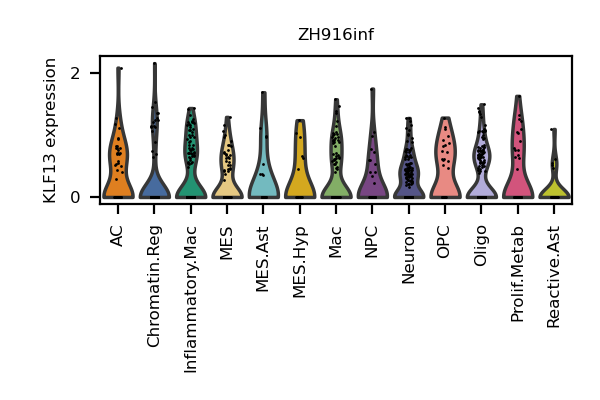 ZH916inf
KLF13 expression
2
0
AC
Chromatin.Reg
Inflammatory.Mac
MES
MES.Ast
MES.Hyp
Mac
NPC
Neuron
OPC
Oligo
Prolif.Metab
Reactive.Ast